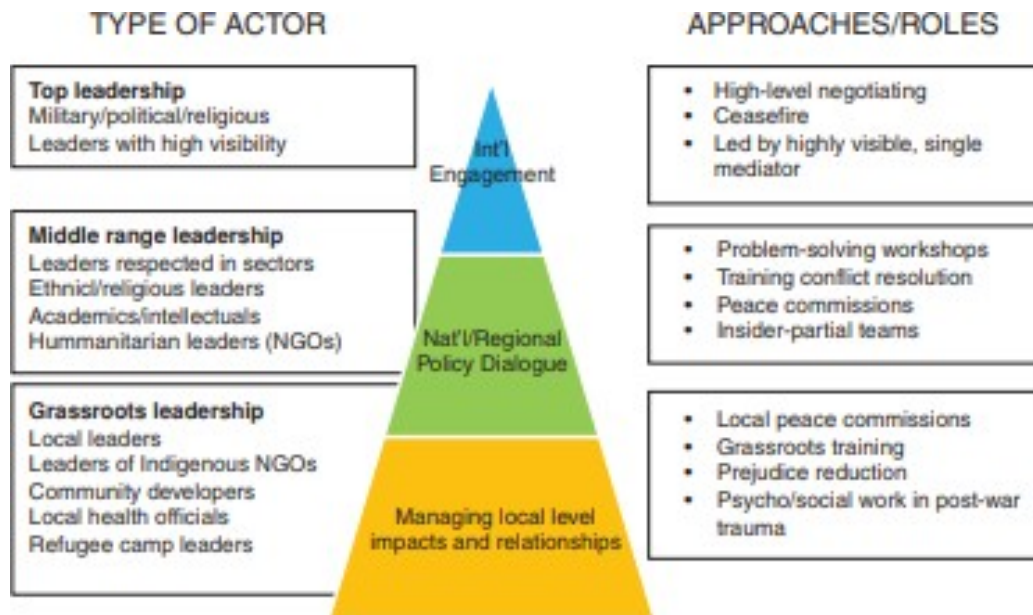 TYPE OF ACTOR
APPROACHES/ROLES
Top leadership
Military/political/religious
Leaders with high visibility
Int'l
Engagement
• High-level negotiating
• Ceasefire
• Led by highly visible, single
mediator
Middle range leadership
Leaders respected in sectors
Ethnicl/religious leaders
Academics/intellectuals
Hummanitarian leaders (NGOs)
Nat'l/Regional
Policy Dialogue
• Problem-solving workshops
• Training conflict resolution
• Peace commissions
• Insider-partial teams
Grassroots leadership
Local leaders
Leaders of Indigenous NGOs
Community developers
Local health officials
Refugee camp leaders
Managing local level
impacts and relationships
• Local peace commissions
• Grassroots training
• Prejudice reduction
• Psycho/social work in post-war
trauma